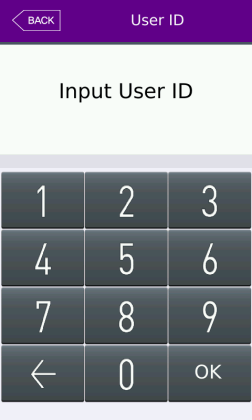 BACK
User ID
Input User ID
1 2 3
4 5 6
7 8 9
← 0 OK